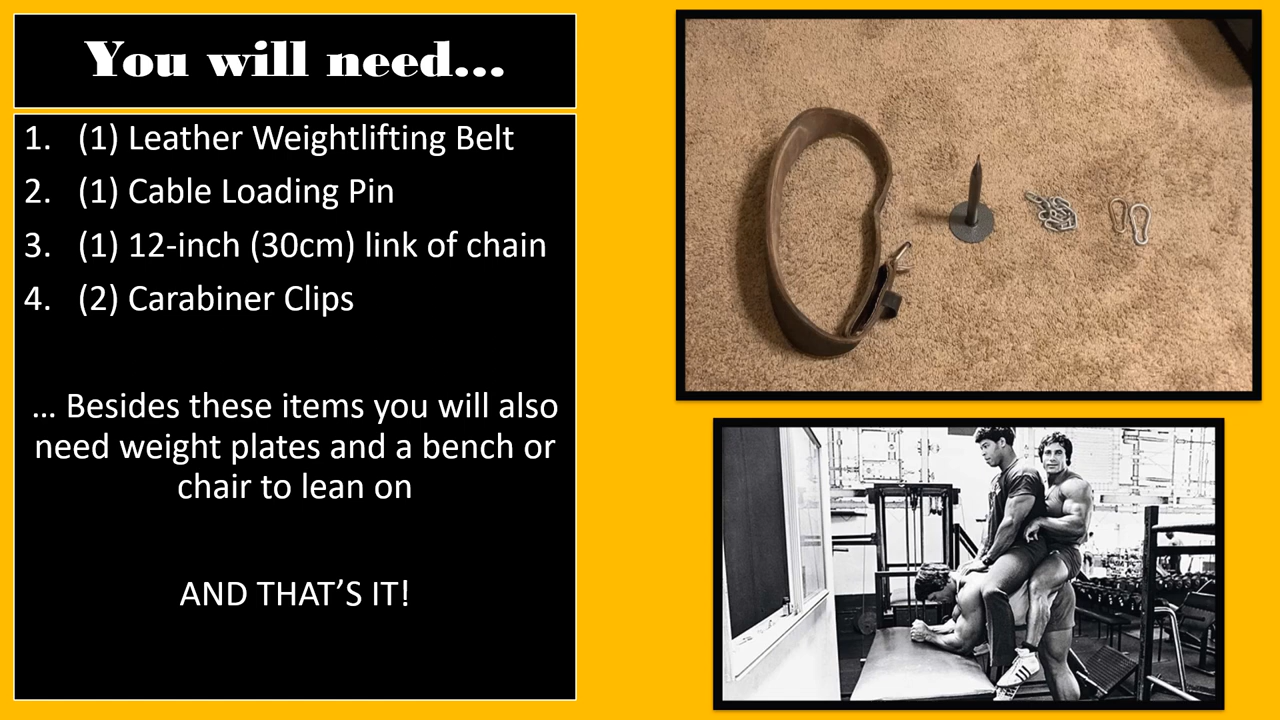 You will need...
1. (1) Leather Weightlifting Belt
2. (1) Cable Loading Pin
3. (1) 12-inch (30cm) link of chain
4. (2) Carabiner Clips
... Besides these items you will also
need weight plates and a bench or
chair to lean on
AND THAT’S IT!